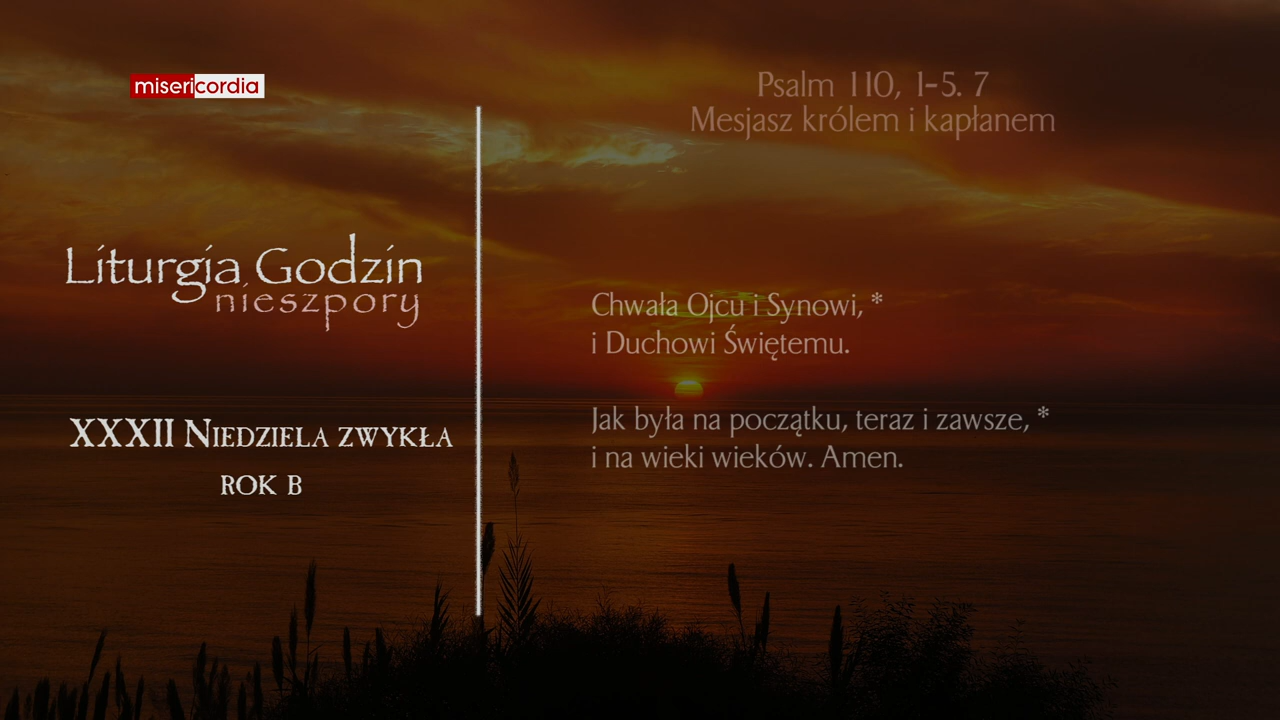 misericordia
Liturgia Godzin
nieszpory
XXXII Niedziela zwykła
rok B
Psalm 110, 1-5. 7
Mesjasz królem i kapłanem
Chwała Ojcu i Synowi, *
i Duchowi Świętemu.
Jak była na początku, teraz i zawsze, *
i na wieki wieków. Amen.